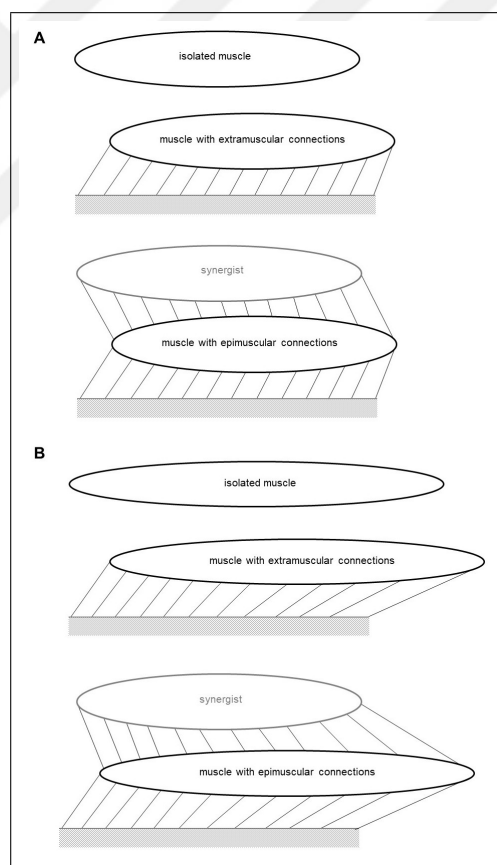 A
isolated muscle
muscle with extramuscular connections
synergist
muscle with epimuscular connections
B
isolated muscle
muscle with extramuscular connections
synergist
muscle with epimuscular connections